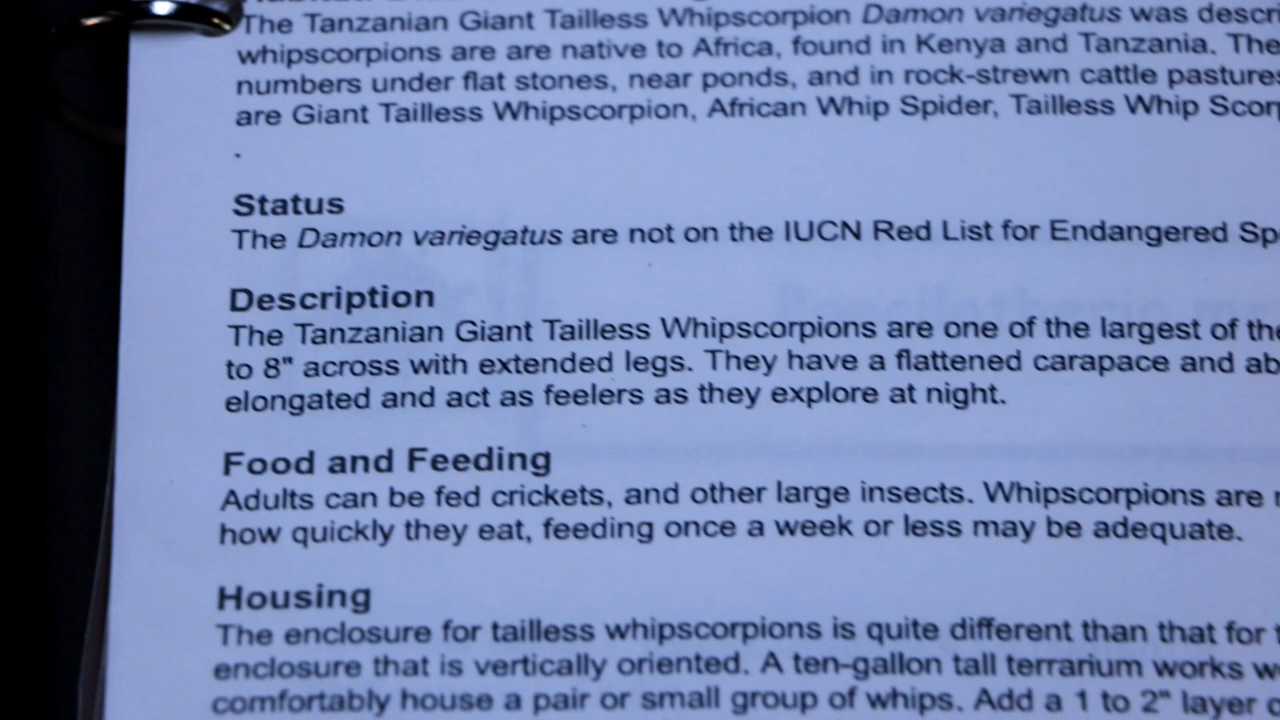 The Tanzanian Giant Tailless Whipscorpion Damon variegatus was descr
whipscorpions are are native to Africa, found in Kenya and Tanzania. The
numbers under flat stones, near ponds, and in rock-strewn cattle pastures
are Giant Tailless Whipscorpion, African Whip Spider, Tailless Whip Scor
.
Status
The Damon variegatus are not on the IUCN Red List for Endangered Sp
Description
The Tanzanian Giant Tailless Whipscorpions are one of the largest of th
to 8" across with extended legs. They have a flattened carapace and ab
elongated and act as feelers as they explore at night.
Food and Feeding
Adults can be fed crickets, and other large insects. Whipscorpions are
how quickly they eat, feeding once a week or less may be adequate.
Housing
The enclosure for tailless whipscorpions is quite different than that for
enclosure that is vertically oriented. A ten-gallon tall terrarium works w
comfortably house a pair or small group of whips. Add a 1 to 2" layer